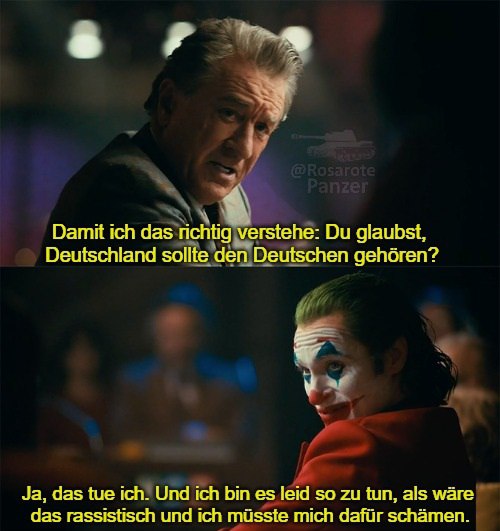 @Rosarote
Panzer
Damit ich das richtig verstehe: Du glaubst,
Deutschland sollte den Deutschen gehören?
Ja, das tue ich. Und ich bin es leid so zu tun, als wäre
das rassistisch und ich müsste mich dafür schämen.